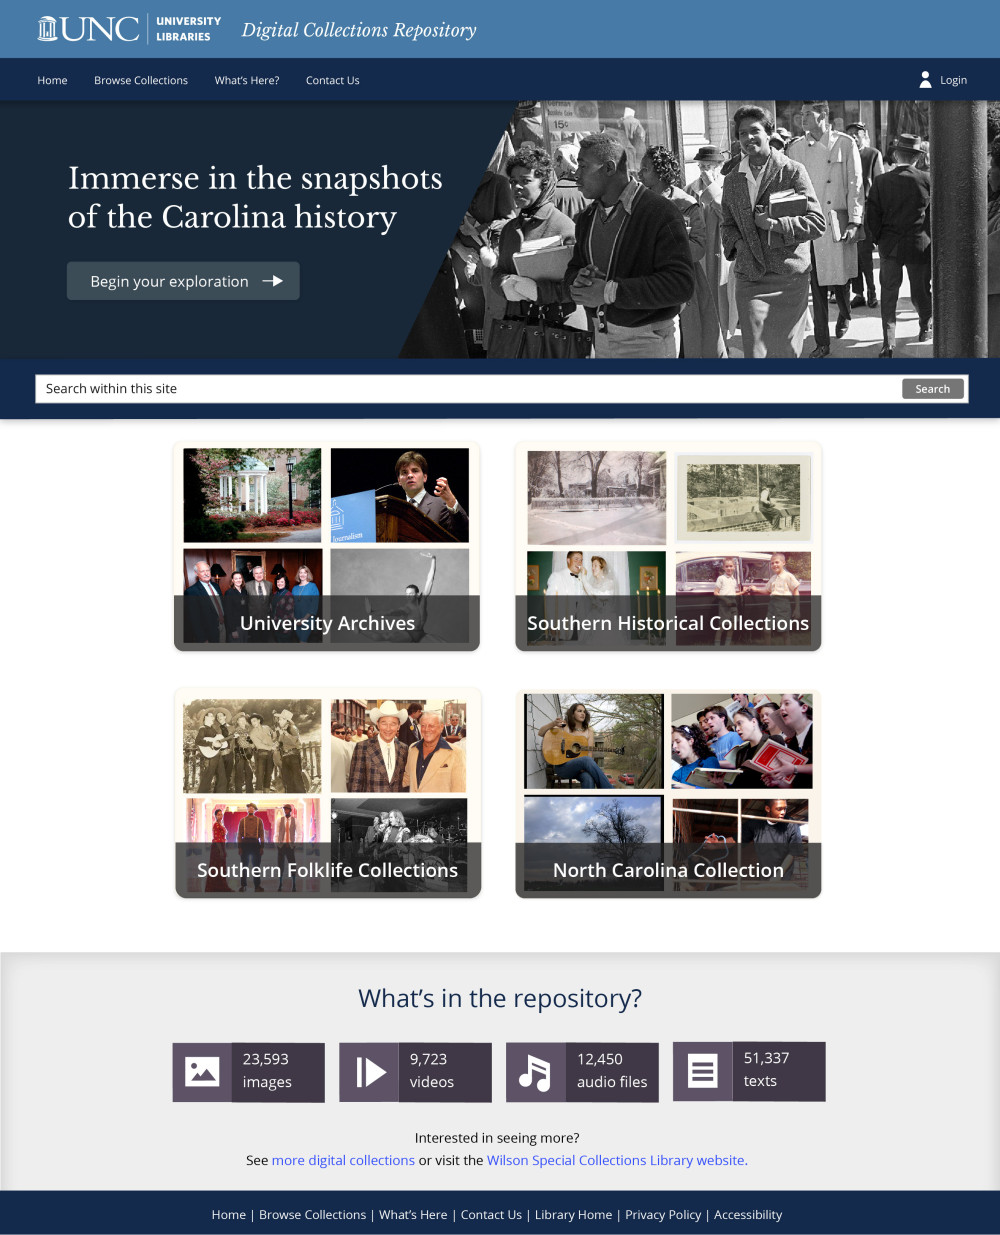 UNC
UNIVERSITY
LIBRARIES
Digital Collections Repository
Home
Browse Collections
What's Here?
Contact Us
Login
15¢
Immerse in the snapshots
of the Carolina history
Begin your exploration
Search within this site
Search
Journalism
University Archives
Southern Historical Collections
Southern Folklife Collections
North Carolina Collection
What's in the repository?
23,593
images
9,723
videos
12,450
audio files
51,337
texts
Interested in seeing more?
See more digital collections or visit the Wilson Special Collections Library website.
Home | Browse Collections | What's Here | Contact Us | Library Home | Privacy Policy | Accessibility